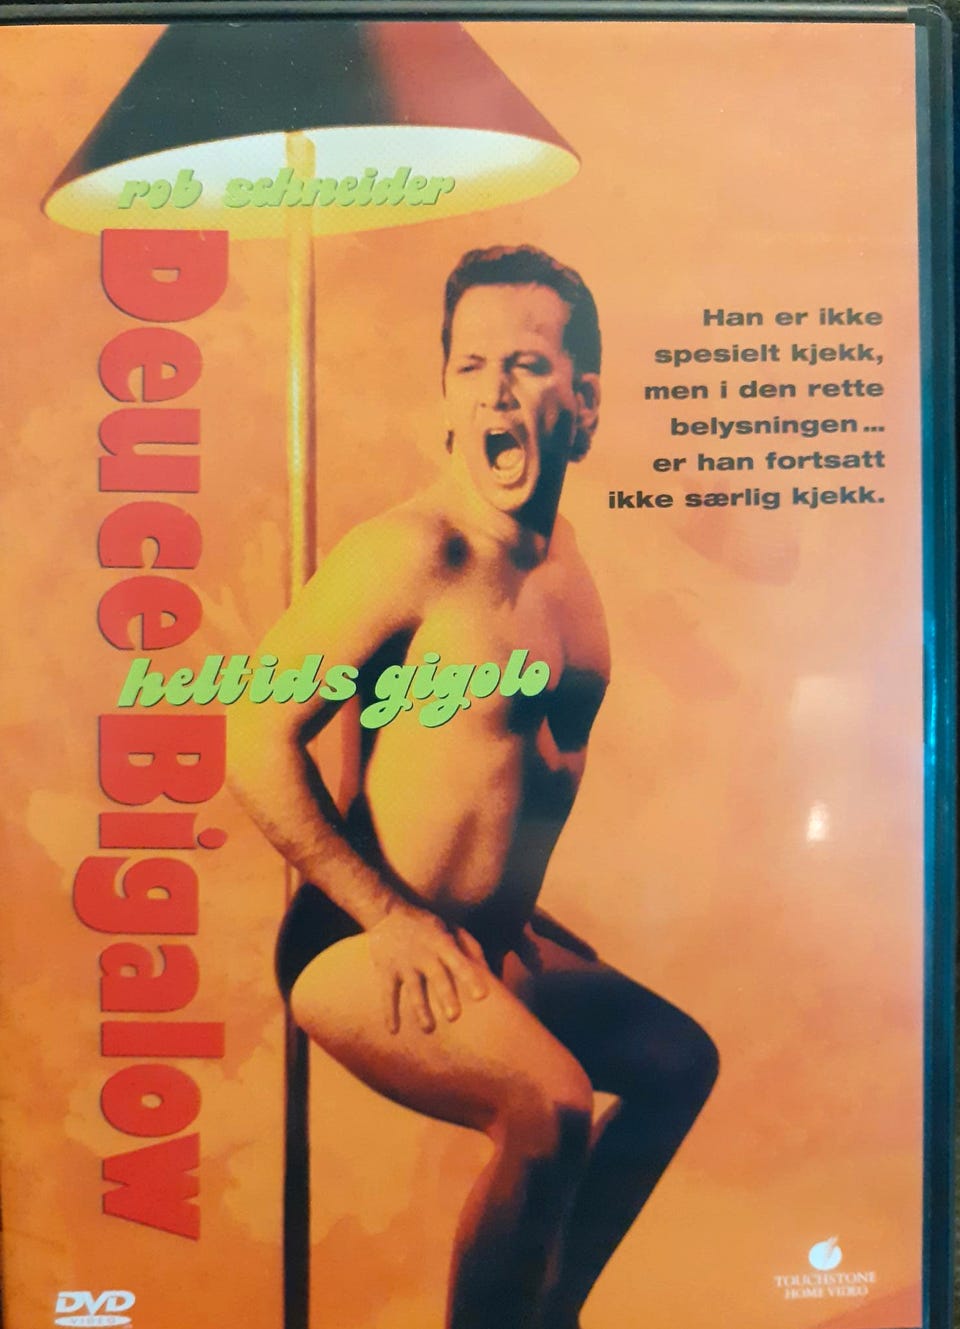 rob schneider
Deuce Bigalow
heltids gigolo
Han er ikke
spesielt kjekk,
men i den rette
belysningen...
er han fortsatt
ikke særlig kjekk.
DVD
VIDEO
TOUCHSTONE
HOME VIDEO